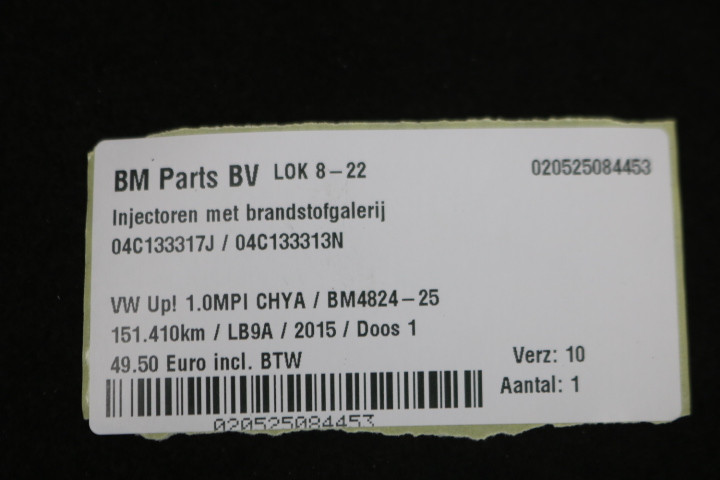 BM Parts BV LOK 8-22 020525084453
Injectoren met brandstofgalerij
04C133317J / 04C133313N
VW Up! 1.0MPI CHYA / BM4824-25
151.410km / LB9A / 2015 / Doos 1
49.50 Euro incl. BTW Verz: 10
Aantal: 1
020525084453